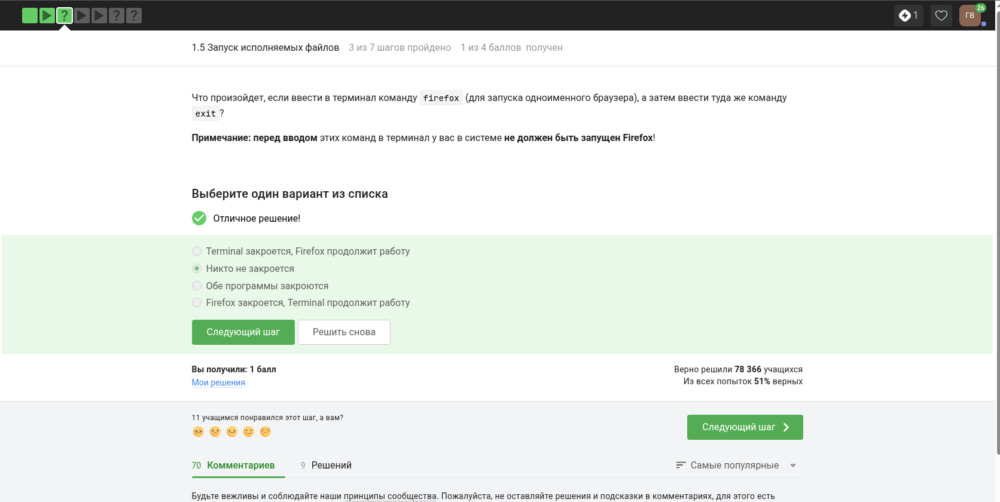 ? ? ?
1
ГВ
26
1.5 Запуск исполняемых файлов 3 из 7 шагов пройдено 1 из 4 баллов получен
Что произойдет, если ввести в терминал команду firefox (для запуска одноименного браузера), а затем ввести туда же команду
exit ?
Примечание: перед вводом этих команд в терминал у вас в системе не должен быть запущен Firefox!
Выберите один вариант из списка
Отличное решение!
Terminal закроется, Firefox продолжит работу
Никто не закроется
Обе программы закроются
Firefox закроется, Terminal продолжит работу
Следующий шаг Решить снова
Вы получили: 1 балл
Мои решения
Верно решили 78 366 учащихся
Из всех попыток 51% верных
11 учащимся понравился этот шаг, а вам?
Следующий шаг
70 Комментариев 9 Решений Самые популярные
Будьте вежливы и соблюдайте наши принципы сообщества. Пожалуйста, не оставляйте решения и подсказки в комментариях, для этого есть